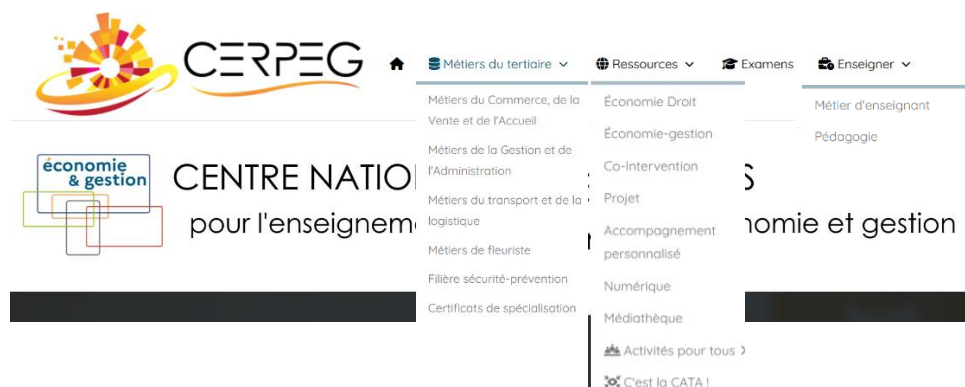 CERPEG
Métiers du tertiaire
Ressources
Examens
Enseigner
Métiers du Commerce, de la
Vente et de l'Accueil
Métiers de la Gestion et de
l'Administration
Métiers du transport et de la
logistique
Métiers de fleuriste
Filière sécurité-prévention
Certificats de spécialisation
Économie Droit
Économie-gestion
Co-Intervention
Projet
Accompagnement
personnalisé
Numérique
Médiathèque
Activités pour tous
C'est la CATA !
Métier d'enseignant
Pédagogie
économie
& gestion
CENTRE NATIO
pour l'enseignem
nomie et gestion